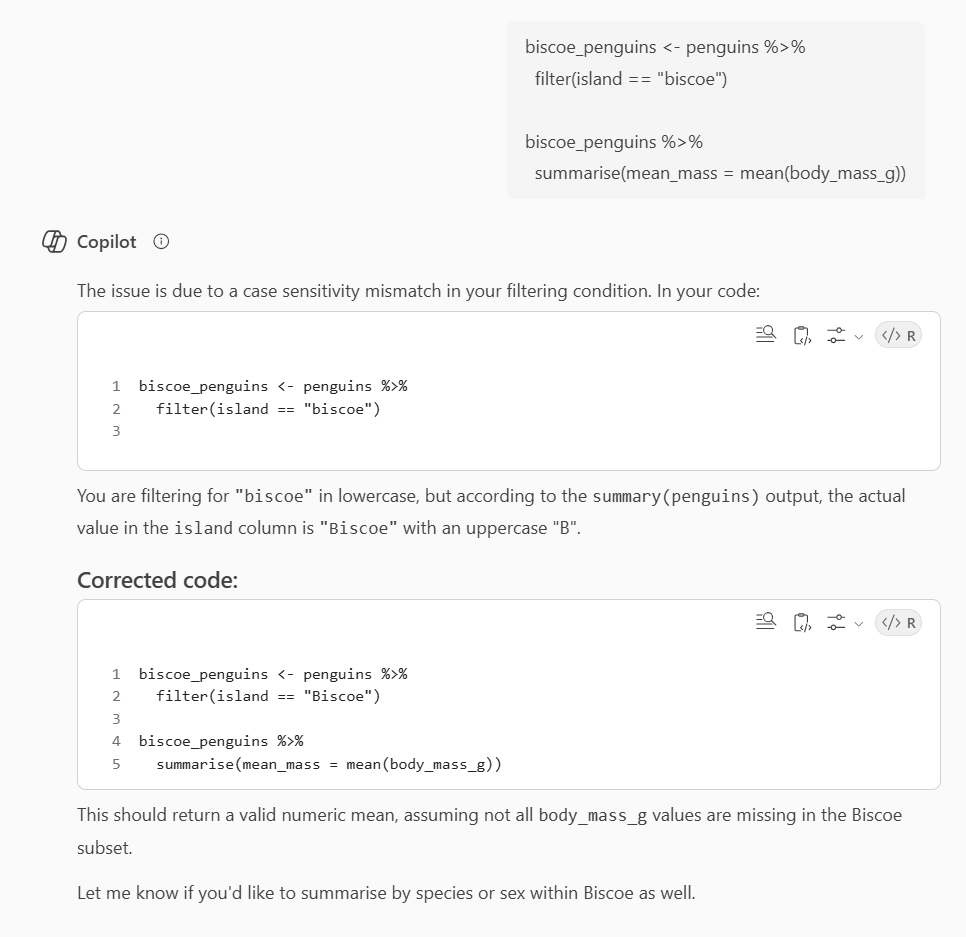 biscoe_penguins <- penguins %>%
  filter(island == "biscoe")

biscoe_penguins %>%
  summarise(mean_mass = mean(body_mass_g))
Copilot
The issue is due to a case sensitivity mismatch in your filtering condition. In your code:
</> R
1 biscoe_penguins <- penguins %>%
2   filter(island == "biscoe")
3
You are filtering for "biscoe" in lowercase, but according to the summary(penguins) output, the actual
value in the island column is "Biscoe" with an uppercase "B".
Corrected code:
</> R
1 biscoe_penguins <- penguins %>%
2   filter(island == "Biscoe")
3
4 biscoe_penguins %>%
5   summarise(mean_mass = mean(body_mass_g))
This should return a valid numeric mean, assuming not all body_mass_g values are missing in the Biscoe
subset.
Let me know if you'd like to summarise by species or sex within Biscoe as well.